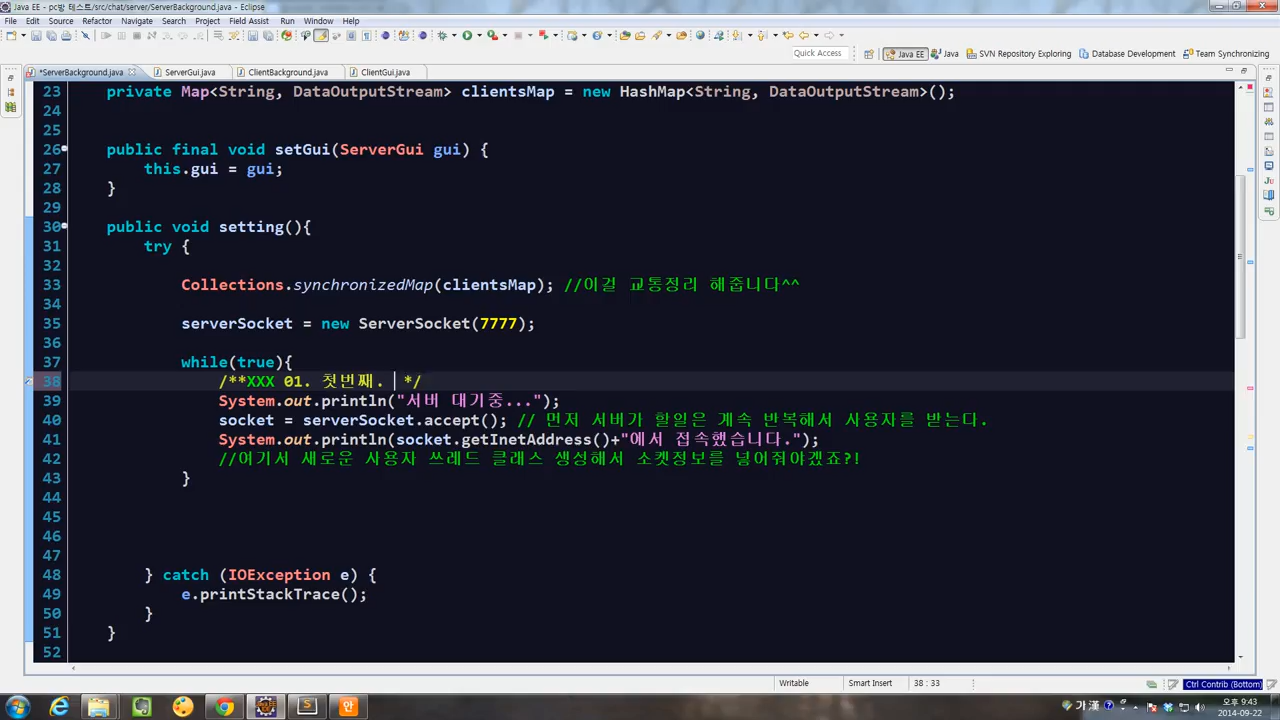 Java EE - pc방 테스트/src/chat/server/ServerBackground.java - Eclipse
File Edit Source Refactor Navigate Search Project Field Assist Run Window Help
Quick Access Java EE Java SVN Repository Exploring Database Development Team Synchronizing
*ServerBackground.java ServerGui.java ClientBackground.java ClientGui.java
23 private Map<String, DataOutputStream> clientsMap = new HashMap<String, DataOutputStream>();
24
25
26 public final void setGui(ServerGui gui) {
27 this.gui = gui;
28 }
29
30 public void setting(){
31 try {
32
33 Collections.synchronizedMap(clientsMap); //이걸 교통정리 해줍니다^^
34
35 serverSocket = new ServerSocket(7777);
36
37 while(true){
38 /**XXX 01. 첫번째. */
39 System.out.println("서버 대기중...");
40 socket = serverSocket.accept(); // 먼저 서버가 할일은 계속 반복해서 사용자를 받는다.
41 System.out.println(socket.getInetAddress()+"에서 접속했습니다.");
42 //여기서 새로운 사용자 쓰레드 클래스 생성해서 소켓정보를 넣어줘야겠죠?!
43 }
44
45
46
47
48 } catch (IOException e) {
49 e.printStackTrace();
50 }
51 }
52
Writable Smart Insert 38 : 33 Ctrl Contrib (Bottom)
가 漢
오후 9:43
2014-09-22